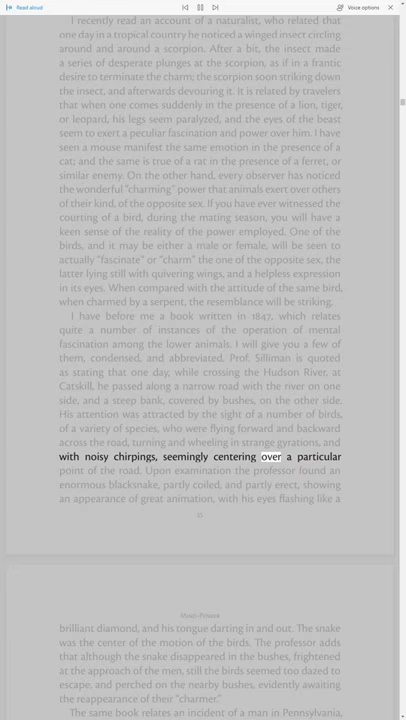 Read aloud
Voice options
I recently read an account of a naturalist, who related that
one day in a tropical country he noticed a winged insect circling
around and around a scorpion. After a bit, the insect made
a series of desperate plunges at the scorpion, as if in a frantic
desire to terminate the charm; the scorpion soon striking down
the insect, and afterwards devouring it. It is related by travelers
that when one comes suddenly in the presence of a lion, tiger,
or leopard, his legs seem paralyzed, and the eyes of the beast
seem to exert a peculiar fascination and power over him. I have
seen a mouse manifest the same emotion in the presence of a
cat; and the same is true of a rat in the presence of a ferret, or
similar enemy. On the other hand, every observer has noticed
the wonderful "charming" power that animals exert over others
of their kind, of the opposite sex. If you have ever witnessed the
courting of a bird, during the mating season, you will have a
keen sense of the reality of the power employed. One of the
birds, and it may be either a male or female, will be seen to
actually "fascinate" or "charm" the one of the opposite sex, the
latter lying still with quivering wings, and a helpless expression
in its eyes. When compared with the attitude of the same bird,
when charmed by a serpent, the resemblance will be striking.
I have before me a book written in 1847, which relates
quite a number of instances of the operation of mental
fascination among the lower animals. I will give you a few of
them, condensed, and abbreviated. Prof. Silliman is quoted
as stating that one day, while crossing the Hudson River, at
Catskill, he passed along a narrow road with the river on one
side, and a steep bank, covered by bushes, on the other side.
His attention was attracted by the sight of a number of birds,
of a variety of species, who were flying forward and backward
across the road, turning and wheeling in strange gyrations, and
with noisy chirpings, seemingly centering over a particular
point of the road. Upon examination the professor found an
enormous blacksnake, partly coiled, and partly erect, showing
an appearance of great animation, with his eyes flashing like a
Mind-Power
brilliant diamond, and his tongue darting in and out. The snake
was the center of the motion of the birds. The professor adds
that although the snake disappeared in the bushes, frightened
at the approach of the men, still the birds seemed too dazed to
escape, and perched on the nearby bushes, evidently awaiting
the reappearance of their "charmer."
The same book relates an incident of a man in Pennsylvania,